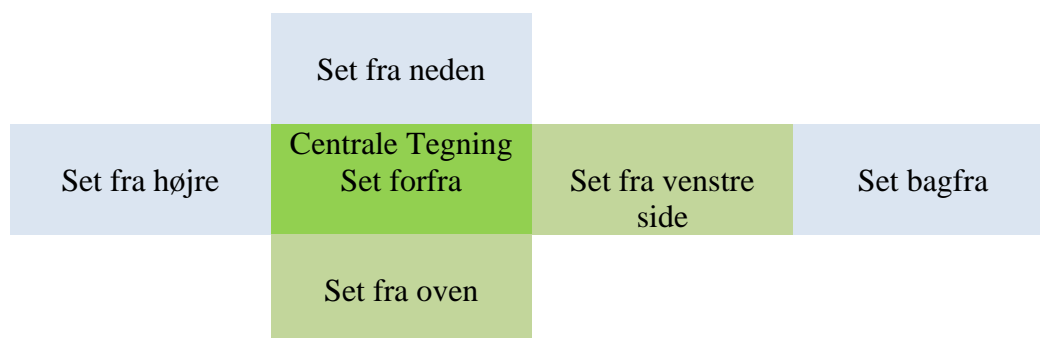 Set fra neden
Centrale Tegning
Set fra højre
Set forfra
Set fra venstre
side
Set bagfra
Set fra oven